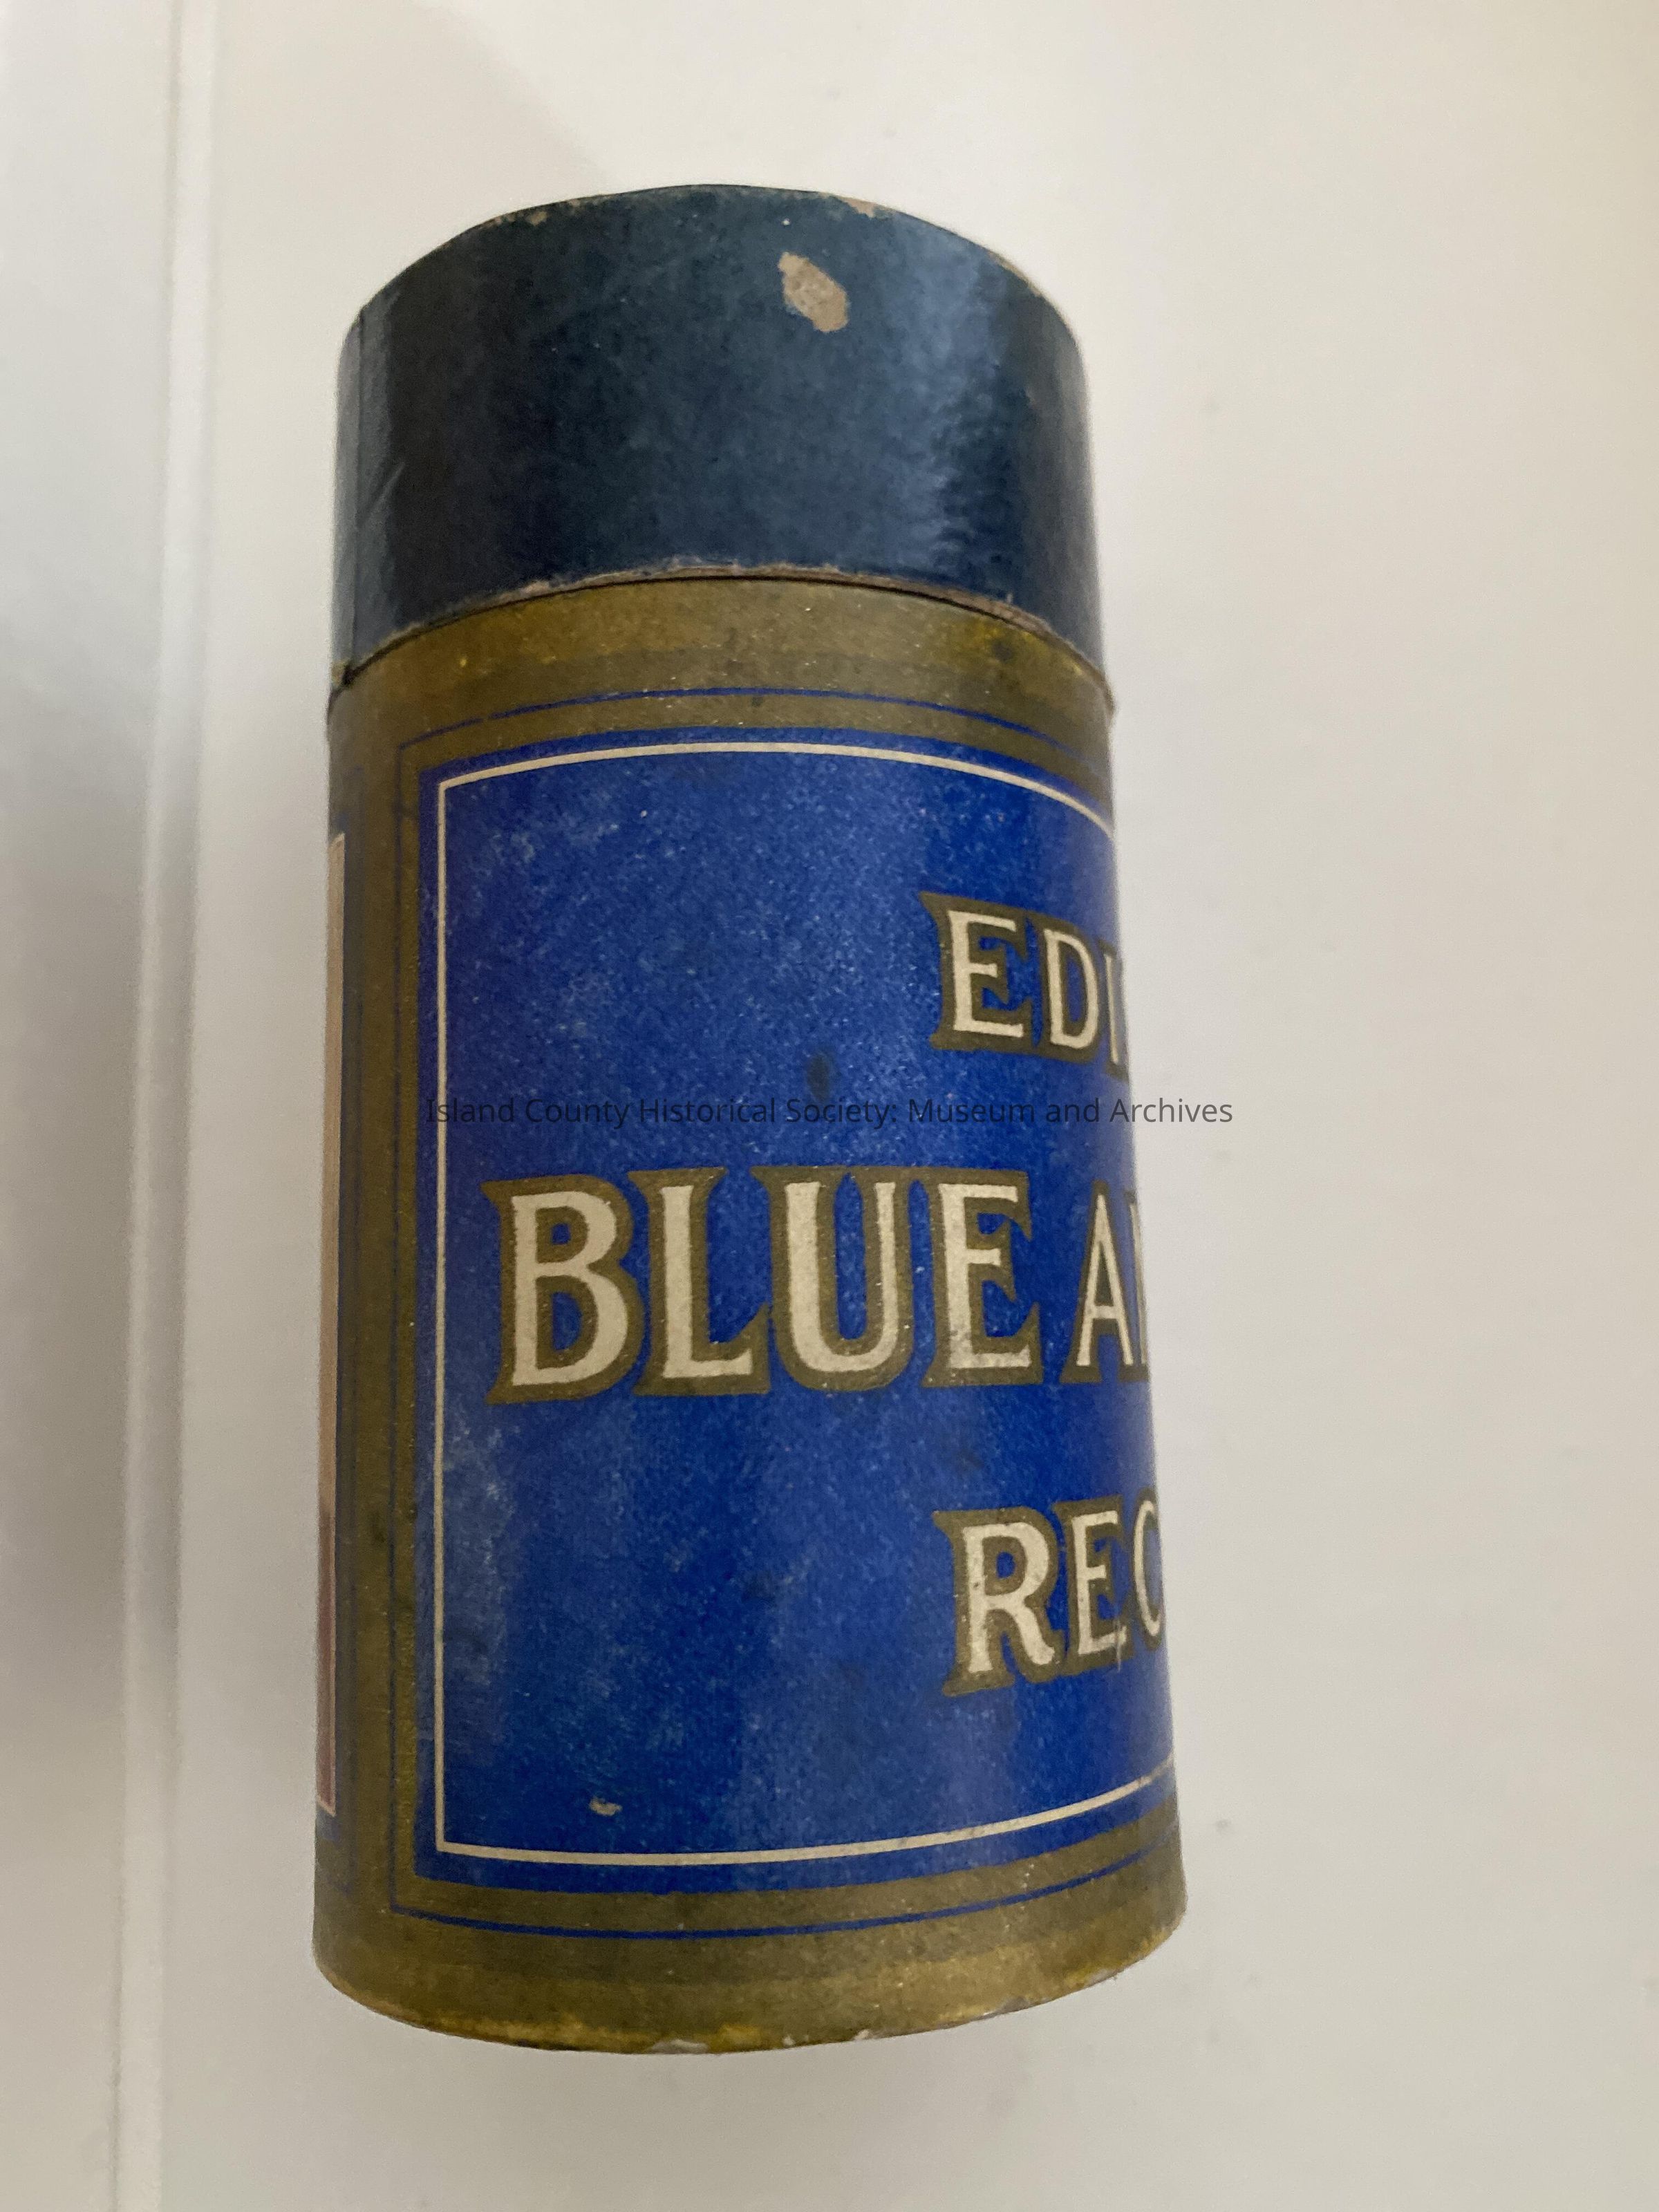 EDI
Island County Historical Society: Museum and Archives
BLUE A
REC